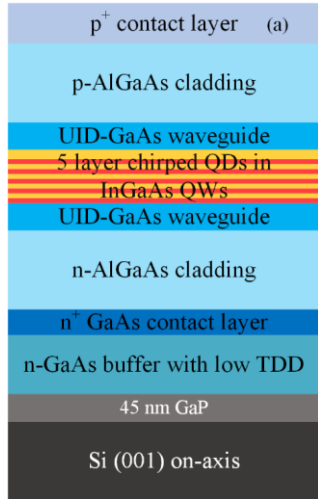 p⁺ contact layer (a)
p-AlGaAs cladding
UID-GaAs waveguide
5 layer chirped QDs in
InGaAs QWs
UID-GaAs waveguide
n-AlGaAs cladding
n⁺ GaAs contact layer
n-GaAs buffer with low TDD
45 nm GaP
Si (001) on-axis